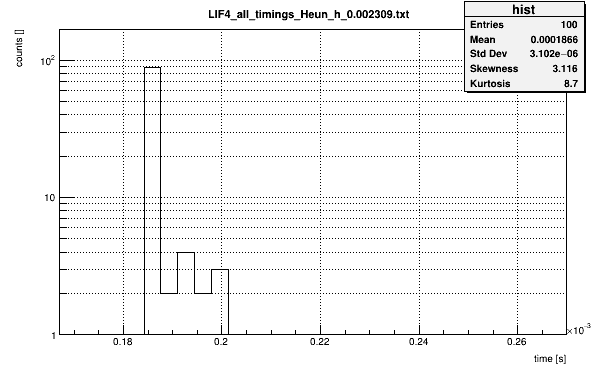 LIF4_all_timings_Heun_h_0.002309.txt
hist
Entries 100
Mean 0.0001866
Std Dev 3.102e−06
Skewness 3.116
Kurtosis 8.7
counts []
10²
10
1
0.18 0.2 0.22 0.24 0.26
×10⁻³
time [s]